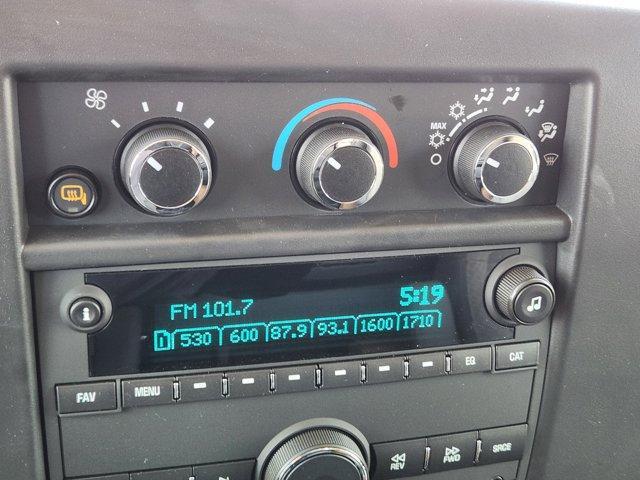 MAX
FM 101.7 5:19
1 530 600 87.9 93.1 1600 1710
FAV MENU EQ CAT
REV FWD SRCE